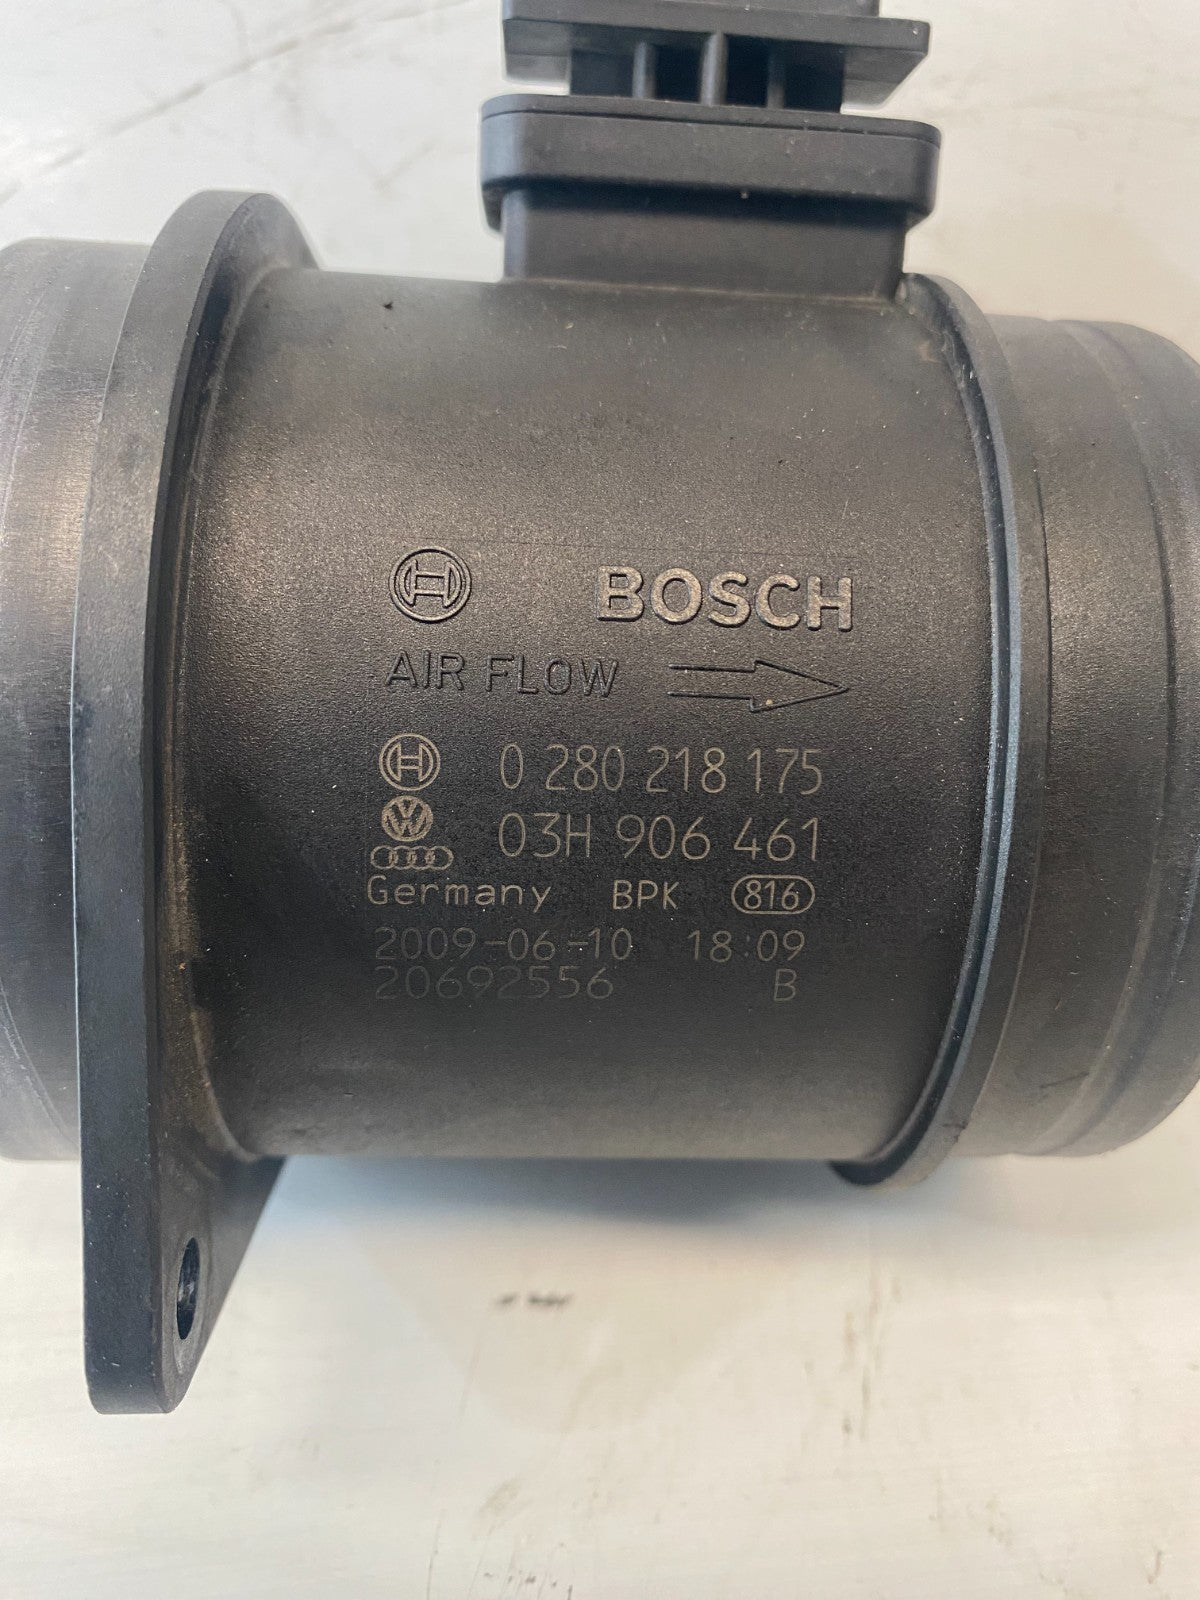 BOSCH
AIR FLOW
0 280 218 175
03H 906 461
Germany BPK 816
2009-06-10 18:09
20692556 B